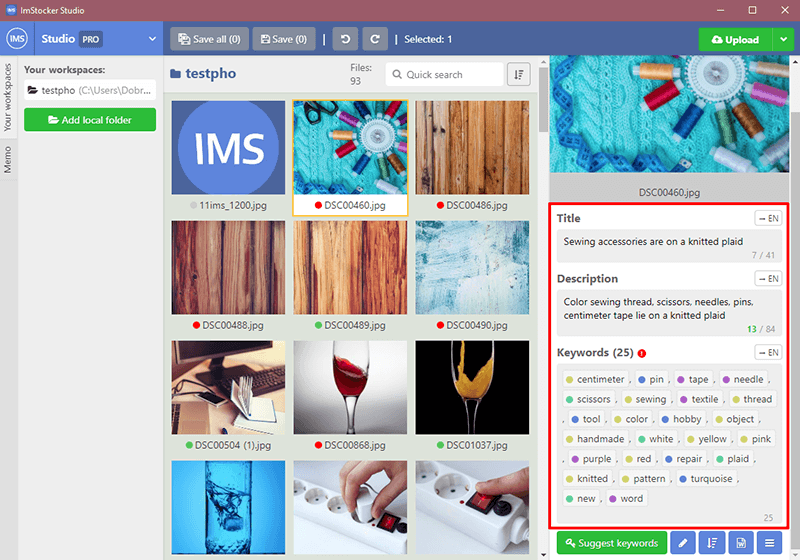 ImStocker Studio
IMS Studio PRO
Save all (0) Save (0) | | Selected: 1
Upload
Your workspaces
Memo
Your workspaces:
testpho (C:\Users\Dobr...
Add local folder
testpho
Files:
93
Quick search
IMS
11ims_1200.jpg
DSC00460.jpg
DSC00486.jpg
DSC00488.jpg
DSC00489.jpg
DSC00490.jpg
DSC00504 (1).jpg
DSC00868.jpg
DSC01037.jpg
DSC00460.jpg
Title → EN
Sewing accessories are on a knitted plaid
7 / 41
Description → EN
Color sewing thread, scissors, needles, pins,
centimeter tape lie on a knitted plaid
13 / 84
Keywords (25) → EN
centimeter , pin , tape , needle ,
scissors , sewing , textile , thread
, tool , color , hobby , object ,
handmade , white , yellow , pink
, purple , red , repair , plaid ,
knitted , pattern , turquoise ,
new , word
25
Suggest keywords